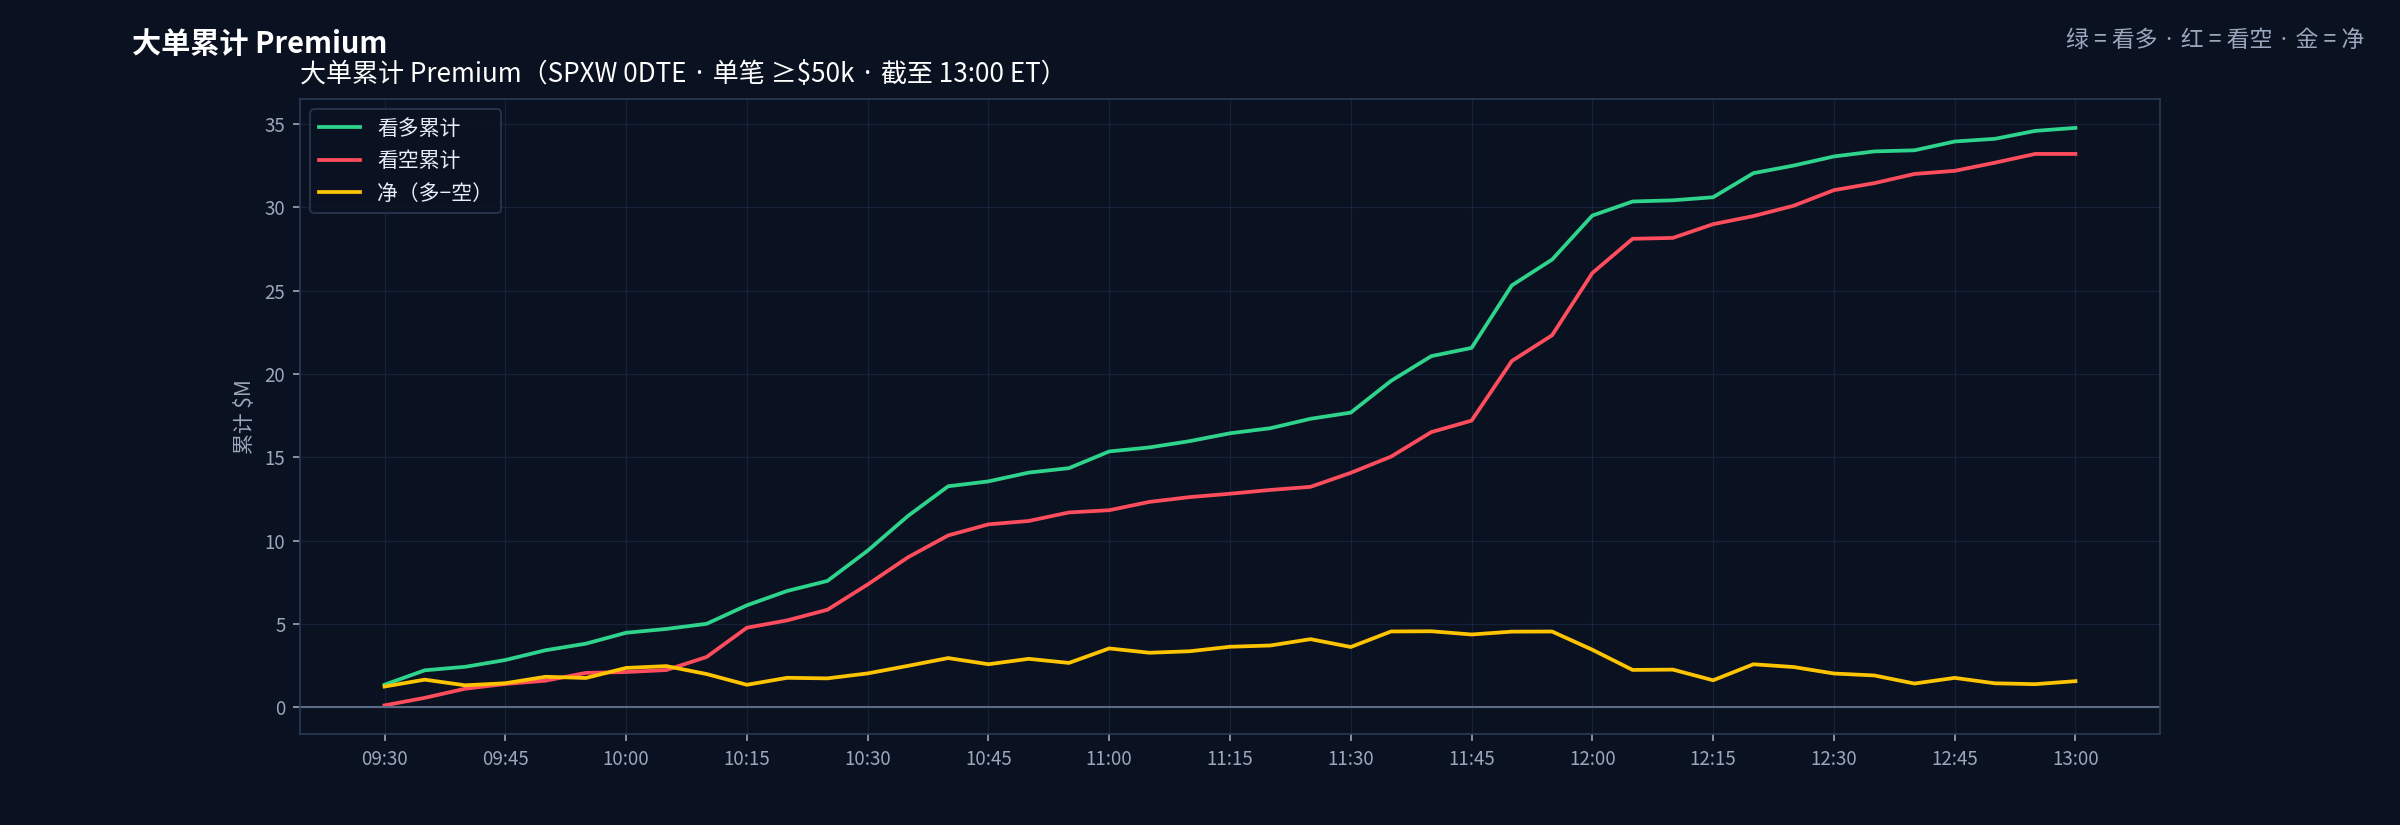 大单累计 Premium
绿 = 看多 · 红 = 看空 · 金 = 净
大单累计 Premium（SPXW 0DTE · 单笔 ≥$50k · 截至 13:00 ET）
看多累计
看空累计
净（多−空）
累计 $M
35
30
25
20
15
10
5
0
09:30 09:45 10:00 10:15 10:30 10:45 11:00 11:15 11:30 11:45 12:00 12:15 12:30 12:45 13:00